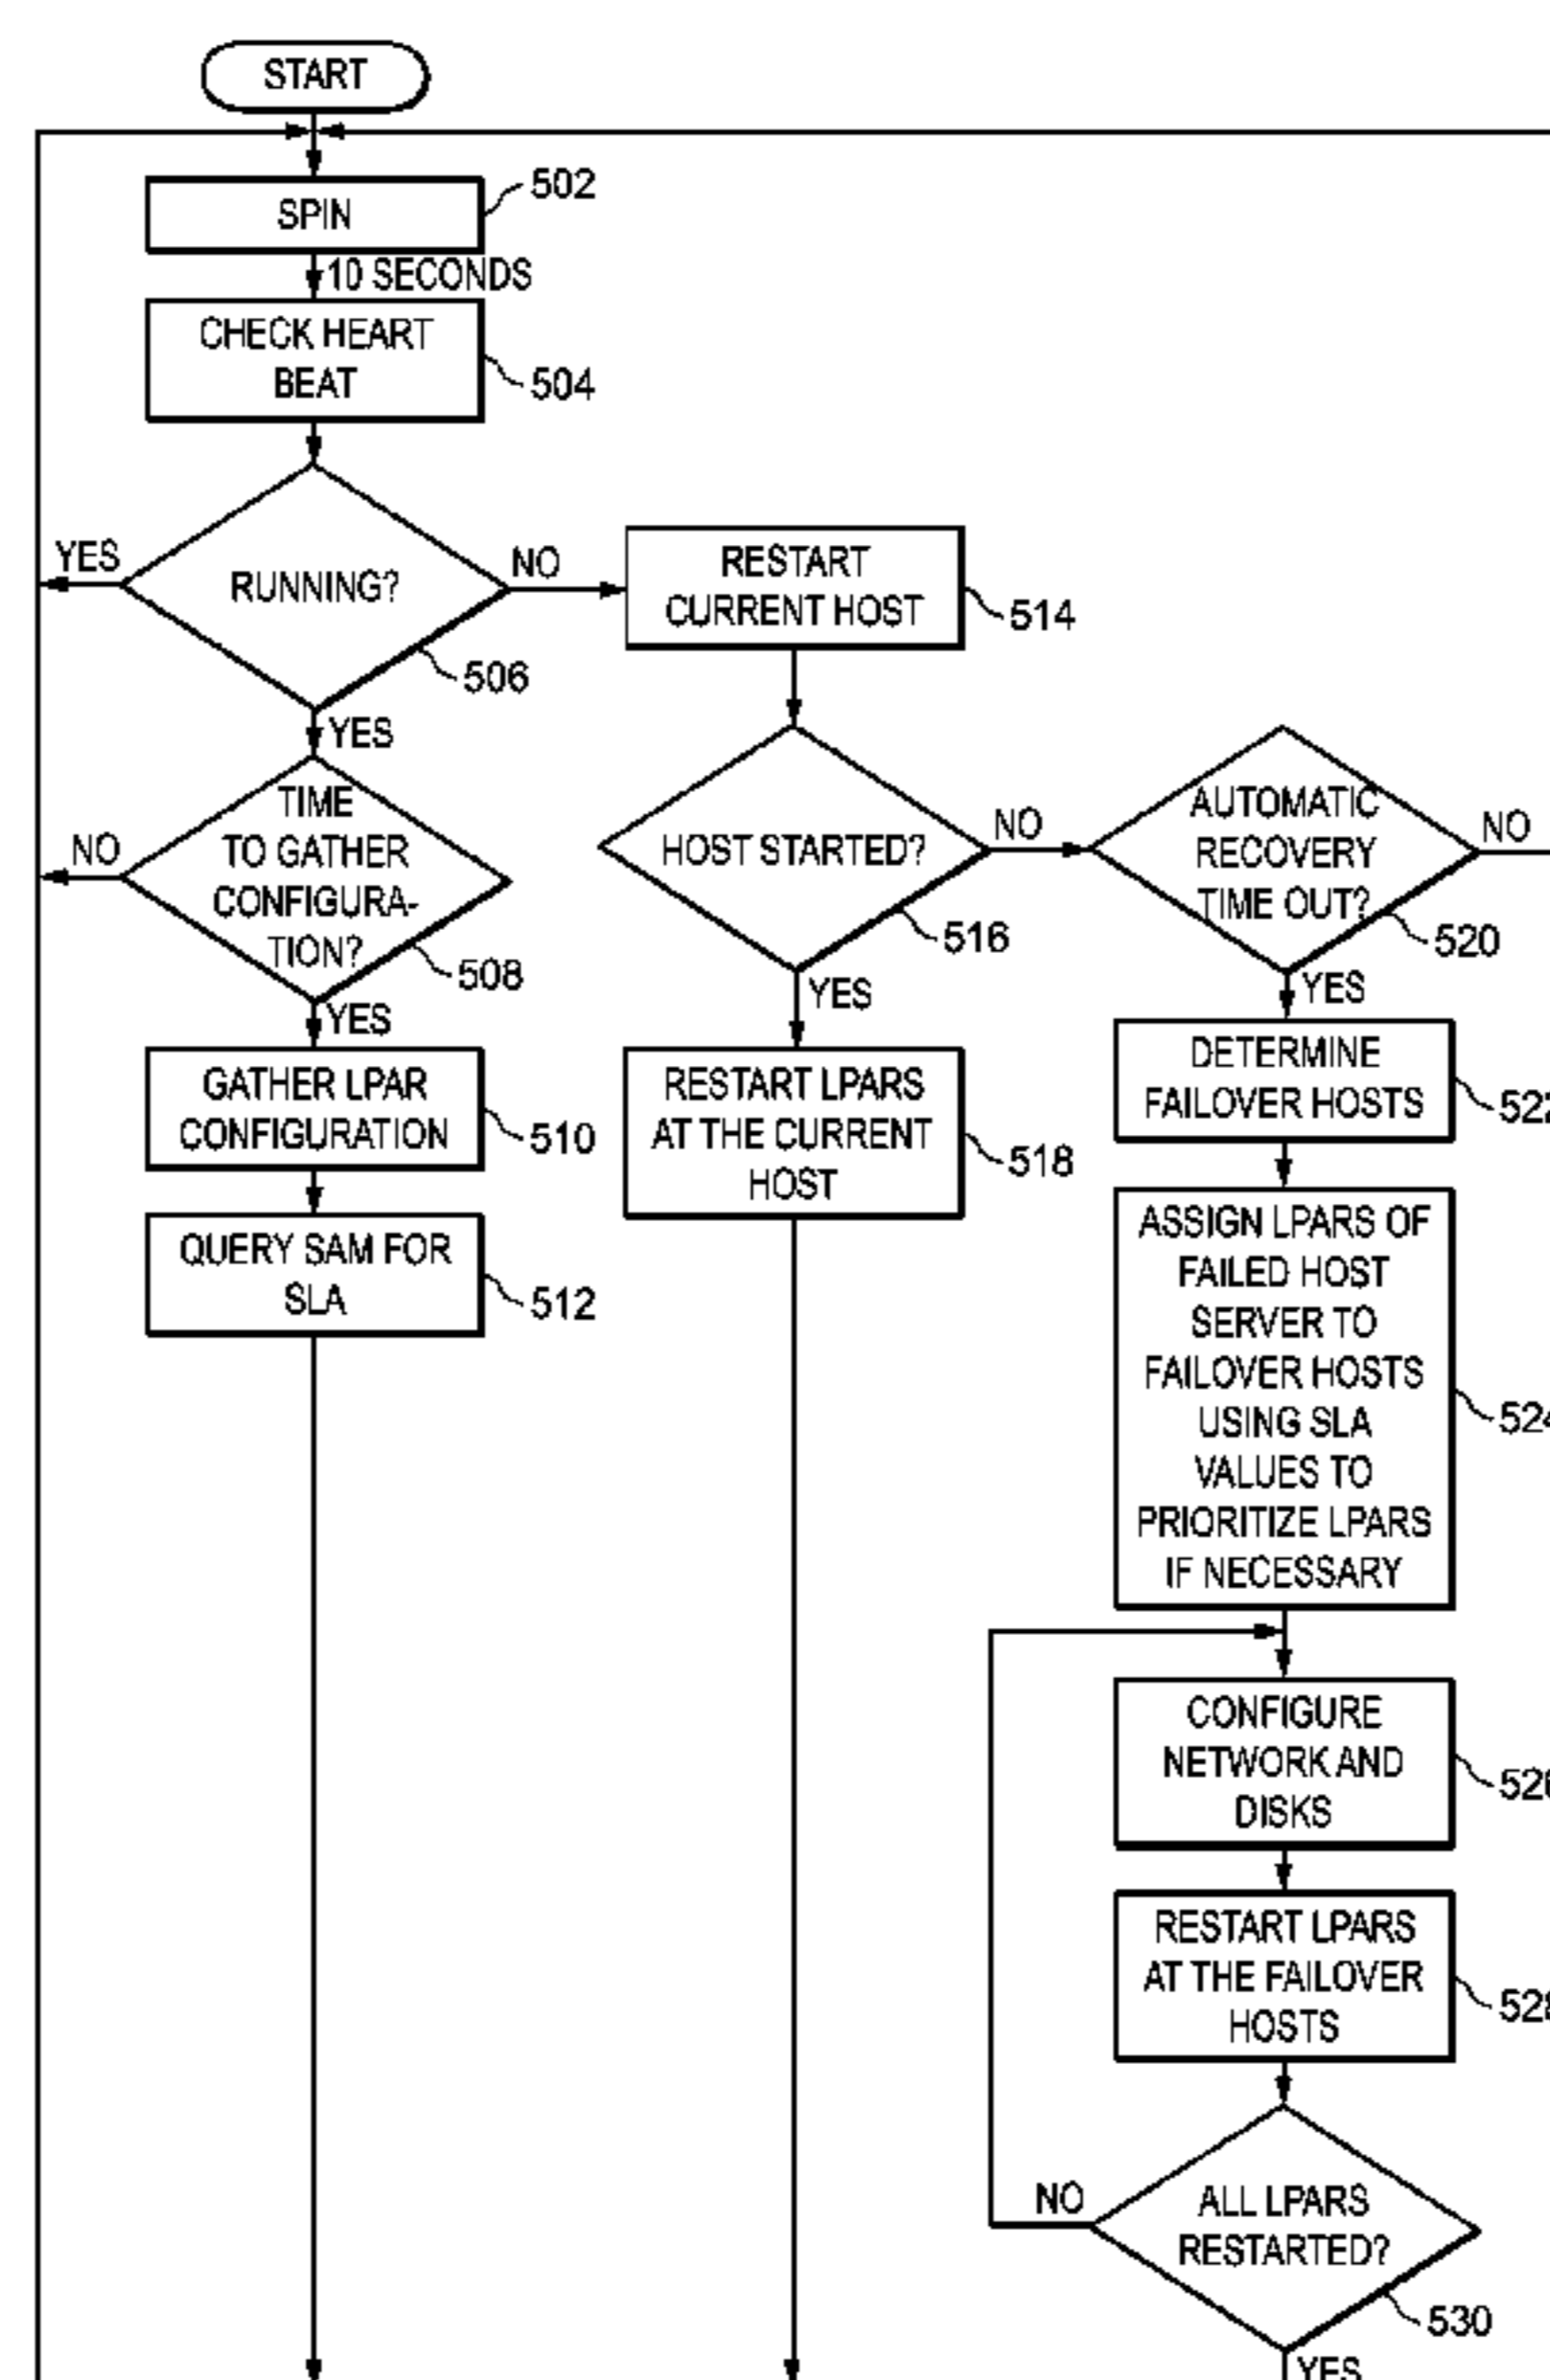 START
SPIN
502
10 SECONDS
CHECK HEART
BEAT
504
YES
RUNNING?
NO
506
YES
TIME
TO GATHER
CONFIGURA-
TION?
NO
508
YES
GATHER LPAR
CONFIGURATION
510
QUERY SAM FOR
SLA
512
RESTART
CURRENT HOST
514
HOST STARTED?
NO
516
YES
RESTART LPARS
AT THE CURRENT
HOST
518
AUTOMATIC
RECOVERY
TIME OUT?
NO
520
YES
DETERMINE
FAILOVER HOSTS
522
ASSIGN LPARS OF
FAILED HOST
SERVER TO
FAILOVER HOSTS
USING SLA
VALUES TO
PRIORITIZE LPARS
IF NECESSARY
524
CONFIGURE
NETWORK AND
DISKS
526
RESTART LPARS
AT THE FAILOVER
HOSTS
528
NO
ALL LPARS
RESTARTED?
530
YES